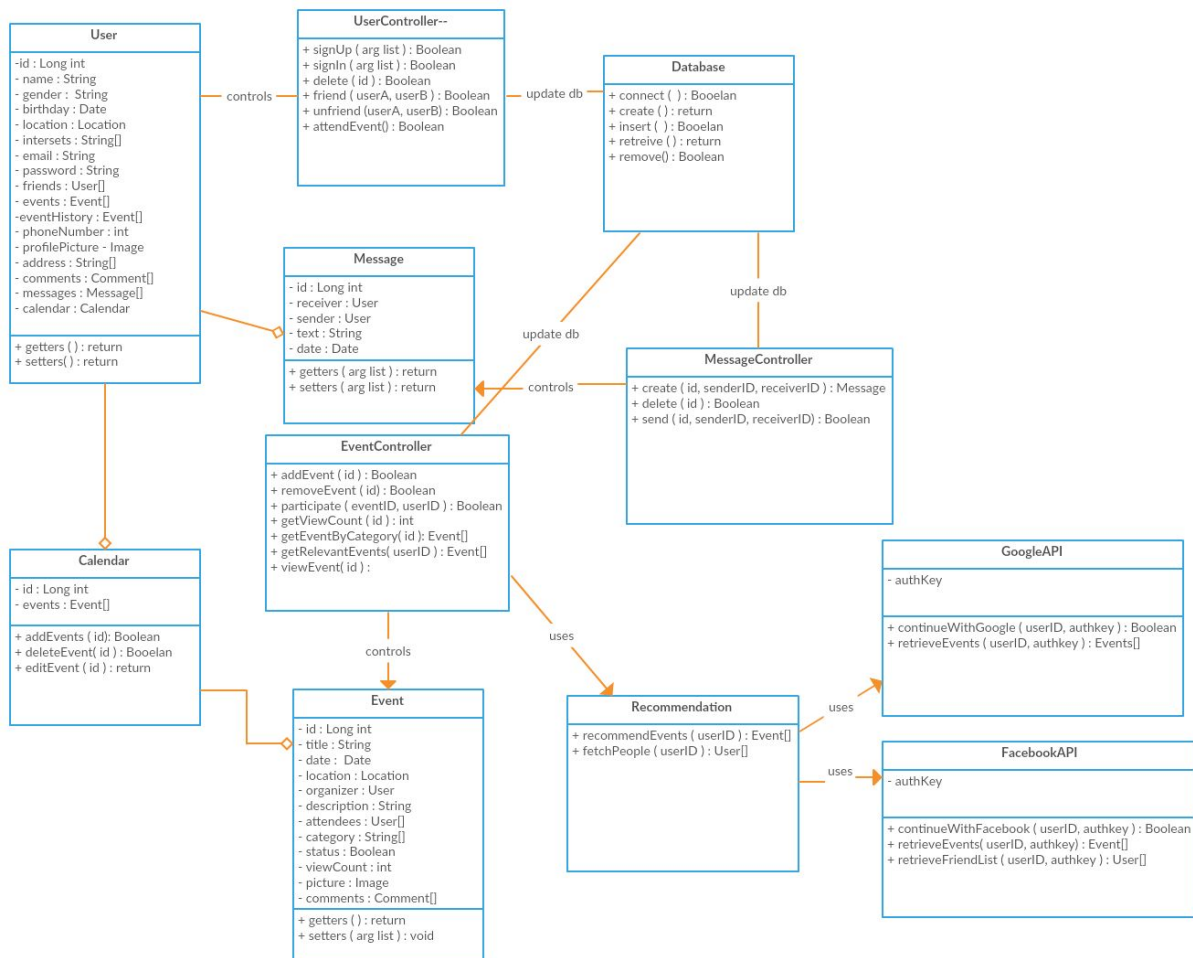 User
-id : Long int
- name : String
- gender :  String
- birthday : Date
- location : Location
- intersets : String[]
- email : String
- password : String
- friends : User[]
- events : Event[]
-eventHistory : Event[]
- phoneNumber : int
- profilePicture - Image
- address : String[]
- comments : Comment[]
- messages : Message[]
- calendar : Calendar
+ getters ( ) : return
+ setters( ) : return
controls
UserController--
+ signUp ( arg list ) : Boolean
+ signIn ( arg list ) : Boolean
+ delete ( id ) : Boolean
+ friend ( userA, userB ) : Boolean
+ unfriend (userA, userB) : Boolean
+ attendEvent() : Boolean
update db
Database
+ connect (  ) : Booelan
+ create ( ) : return
+ insert (  ) : Booelan
+ retreive ( ) : return
+ remove() : Boolean
Message
- id : Long int
- receiver : User
- sender : User
- text : String
- date : Date
+ getters ( arg list ) : return
+ setters ( arg list ) : return
update db
update db
controls
MessageController
+ create ( id, senderID, receiverID ) : Message
+ delete ( id ) : Boolean
+ send ( id, senderID, receiverID) : Boolean
EventController
+ addEvent ( id ) : Boolean
+ removeEvent ( id) : Boolean
+ participate ( eventID, userID ) : Boolean
+ getViewCount ( id ) : int
+ getEventByCategory( id ): Event[]
+ getRelevantEvents( userID ) : Event[]
+ viewEvent( id ) :
Calendar
- id : Long int
- events : Event[]
+ addEvents ( id): Boolean
+ deleteEvent( id ) : Booelan
+ editEvent ( id ) : return
controls
uses
Event
- id : Long int
- title : String
- date :  Date
- location : Location
- organizer : User
- description : String
- attendees : User[]
- category : String[]
- status : Boolean
- viewCount : int
- picture : Image
- comments : Comment[]
+ getters ( ) : return
+ setters ( arg list ) : void
Recommendation
+ recommendEvents ( userID ) : Event[]
+ fetchPeople ( userID ) : User[]
uses
uses
GoogleAPI
- authKey
+ continueWithGoogle ( userID, authkey ) : Boolean
+ retrieveEvents ( userID, authkey ) : Events[]
FacebookAPI
- authKey
+ continueWithFacebook ( userID, authkey ) : Boolean
+ retrieveEvents( userID, authkey) : Event[]
+ retrieveFriendList ( userID, authkey ) : User[]